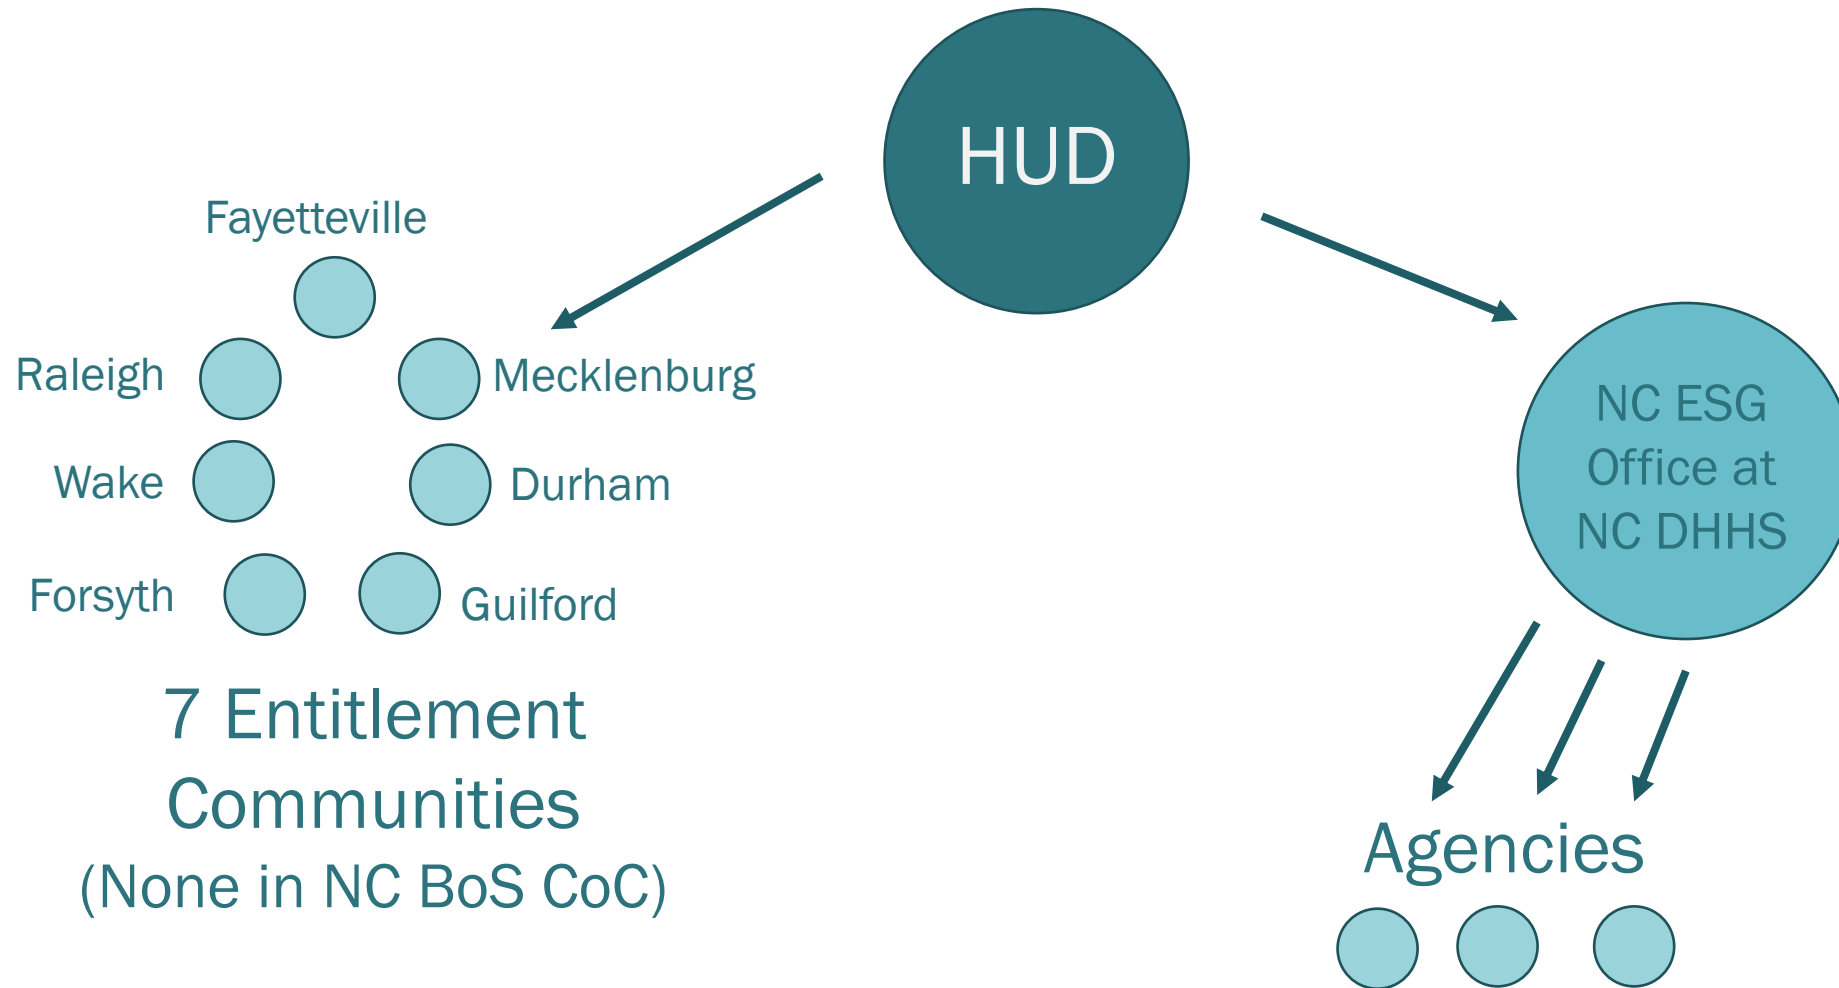 HUD
Fayetteville
Raleigh
Mecklenburg
Wake
Durham
Forsyth
Guilford
7 Entitlement
Communities
(None in NC BoS CoC)
NC ESG
Office at
NC DHHS
Agencies